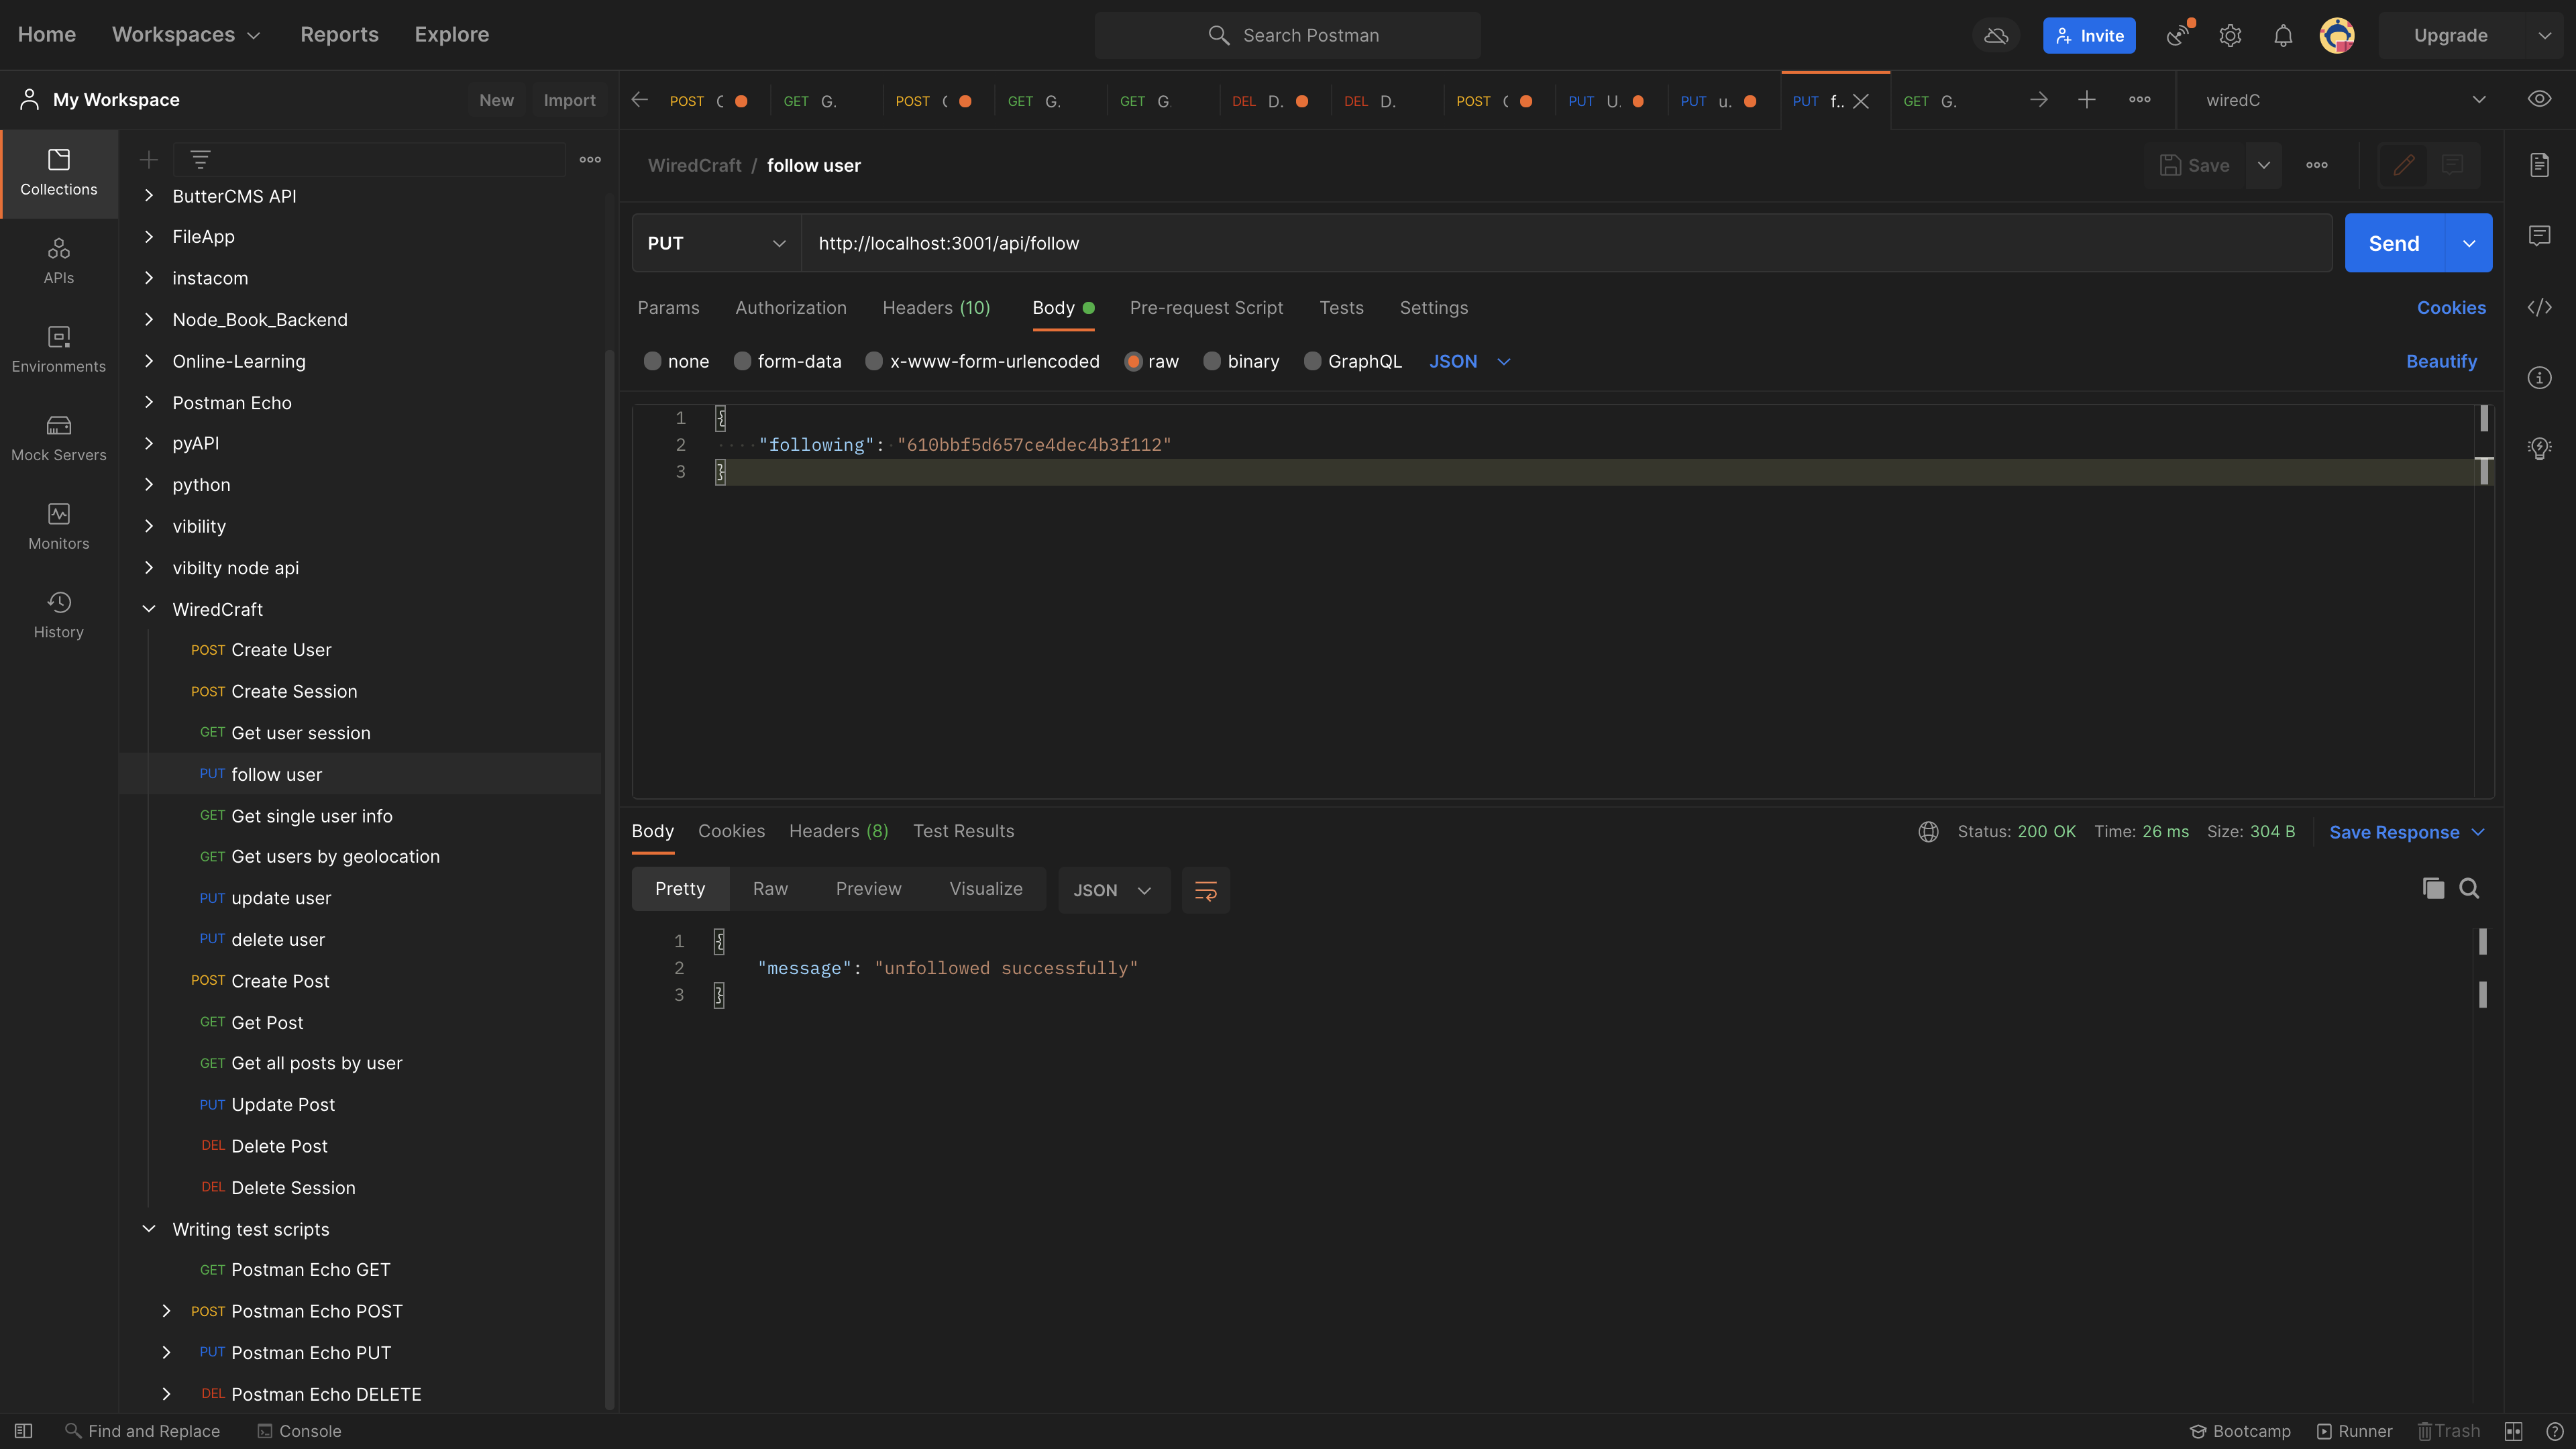 Home Workspaces Reports Explore Search Postman Invite Upgrade
My Workspace New Import
POST GET G. POST GET G. GET G DEL D. DEL D. POST PUT U. PUT u. PUT f.. GET G. wiredC
Collections
APIs
Environments
Mock Servers
Monitors
History
ButterCMS API
FileApp
instacom
Node_Book_Backend
Online-Learning
Postman Echo
pyAPI
python
vibility
vibilty node api
WiredCraft
POST Create User
POST Create Session
GET Get user session
PUT follow user
GET Get single user info
GET Get users by geolocation
PUT update user
PUT delete user
POST Create Post
GET Get Post
GET Get all posts by user
PUT Update Post
DEL Delete Post
DEL Delete Session
Writing test scripts
GET Postman Echo GET
POST Postman Echo POST
PUT Postman Echo PUT
DEL Postman Echo DELETE
WiredCraft / follow user Save
PUT http://localhost:3001/api/follow Send
Params Authorization Headers (10) Body Pre-request Script Tests Settings Cookies
none form-data x-www-form-urlencoded raw binary GraphQL JSON Beautify
1 {
2 "following": "610bbf5d657ce4dec4b3f112"
3 }
Body Cookies Headers (8) Test Results Status: 200 OK Time: 26 ms Size: 304 B Save Response
Pretty Raw Preview Visualize JSON
1 {
2 "message": "unfollowed successfully"
3 }
Find and Replace Console Bootcamp Runner Trash